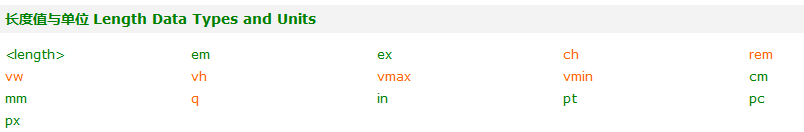 长度值与单位 Length Data Types and Units
<length> em ex ch rem
vw vh vmax vmin cm
mm q in pt pc
px